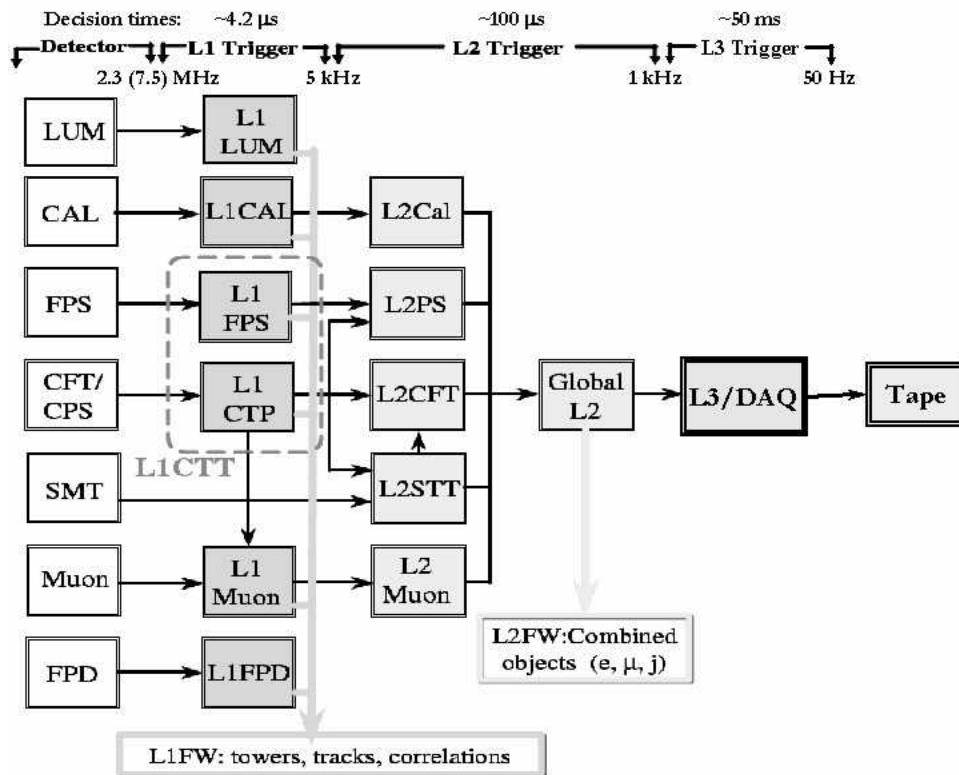 Decision times: ~4.2 µs ~100 µs ~50 ms
Detector L1 Trigger L2 Trigger L3 Trigger
2.3 (7.5) MHz 5 kHz 1 kHz 50 Hz
LUM
L1
LUM
CAL
L1CAL
L2Cal
FPS
L1
FPS
L2PS
CFT/
CPS
L1
CTP
L2CFT
Global
L2
L3/DAQ
Tape
L1CTT
SMT
L2STT
Muon
L1
Muon
L2
Muon
L2FW:Combined
objects (e, µ, j)
FPD
L1FPD
L1FW: towers, tracks, correlations